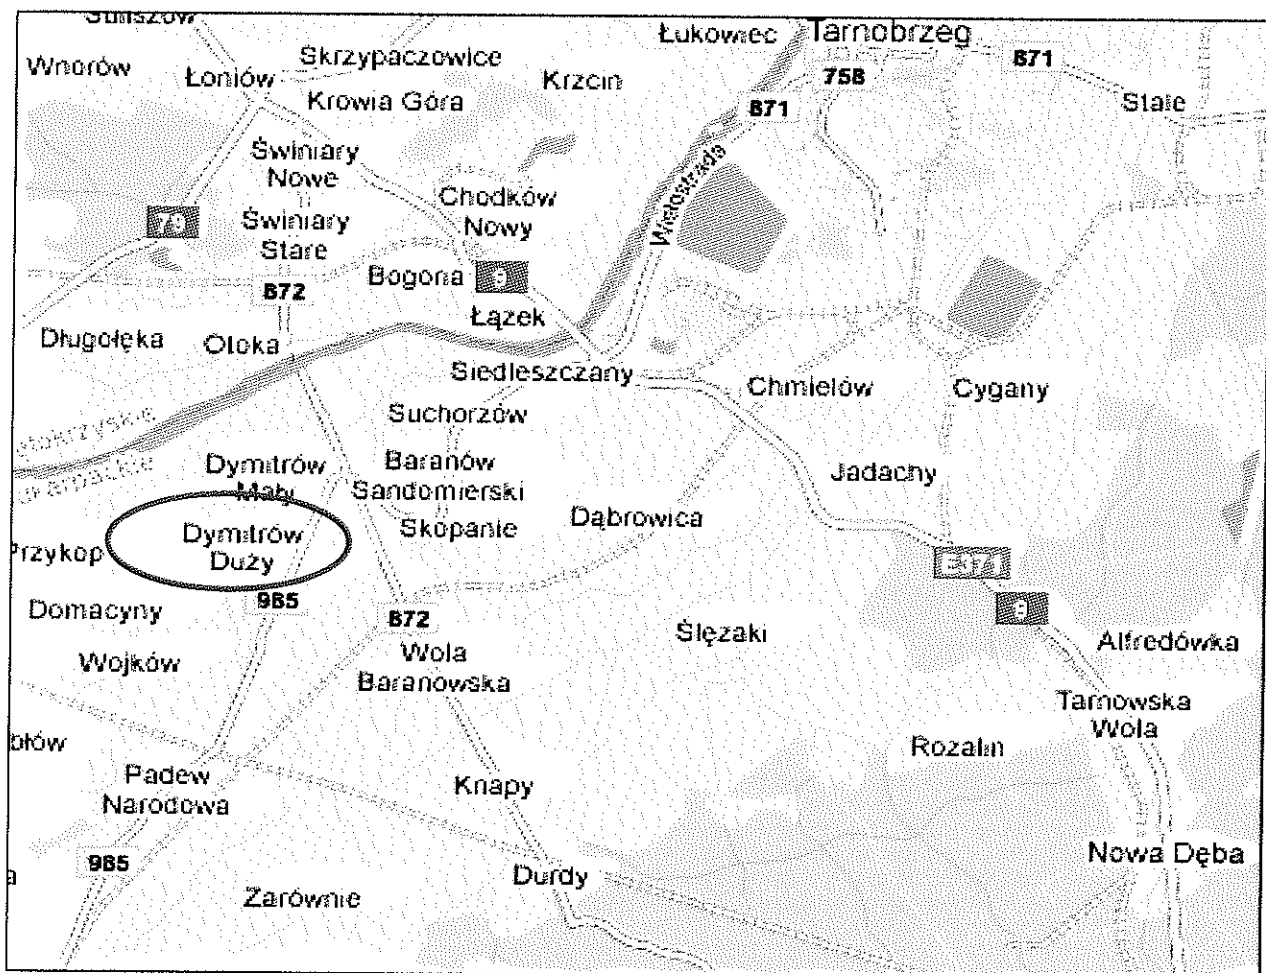 Łukowiec
Tarnobrzeg
Skrzypaczowice
871
Wnorów
Łoniów
758
Krzcin
Krowia Góra
871
Stale
Świniary
Nowe
Wisłostrada
Chodków
Nowy
79
Świniary
Stare
Bogoria
9
872
Łązek
Długołęka
Otoka
Siedleszczany
Chmielów
Cygany
Suchorzów
Dymitrów
Mały
Baranów
Sandomierski
Jadachy
Skopanie
Dąbrowica
Dymitrów
Duży
Przykop
E371
985
9
Domacyny
872
Ślęzaki
Alfredówka
Wojków
Wola
Baranowska
Tarnowska
Wola
Rozalin
Padew
Narodowa
Knapy
985
Nowa Dęba
Durdy
Zarównie